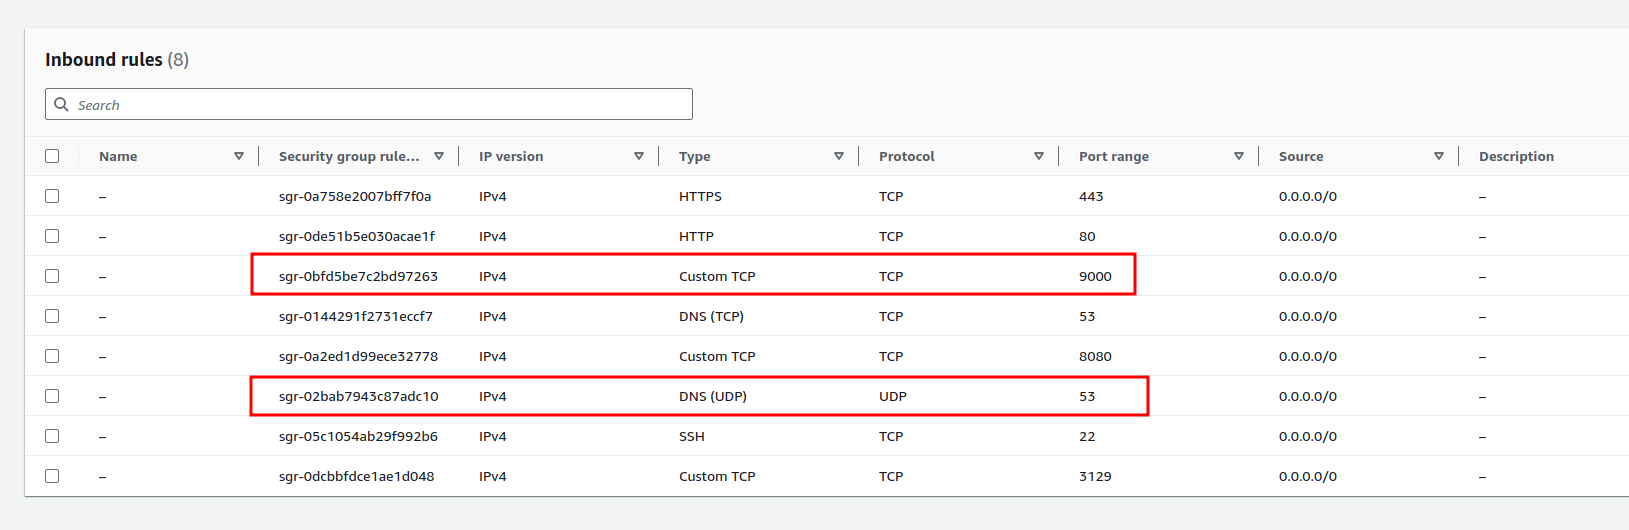 Inbound rules (8)
Search
Name Security group rule... IP version Type Protocol Port range Source Description
– sgr-0a758e2007bff7f0a IPv4 HTTPS TCP 443 0.0.0.0/0 –
– sgr-0de51b5e030acae1f IPv4 HTTP TCP 80 0.0.0.0/0 –
– sgr-0bfd5be7c2bd97263 IPv4 Custom TCP TCP 9000 0.0.0.0/0 –
– sgr-0144291f2731eccf7 IPv4 DNS (TCP) TCP 53 0.0.0.0/0 –
– sgr-0a2ed1d99ece32778 IPv4 Custom TCP TCP 8080 0.0.0.0/0 –
– sgr-02bab7943c87adc10 IPv4 DNS (UDP) UDP 53 0.0.0.0/0 –
– sgr-05c1054ab29f992b6 IPv4 SSH TCP 22 0.0.0.0/0 –
– sgr-0dcbbfdce1ae1d048 IPv4 Custom TCP TCP 3129 0.0.0.0/0 –